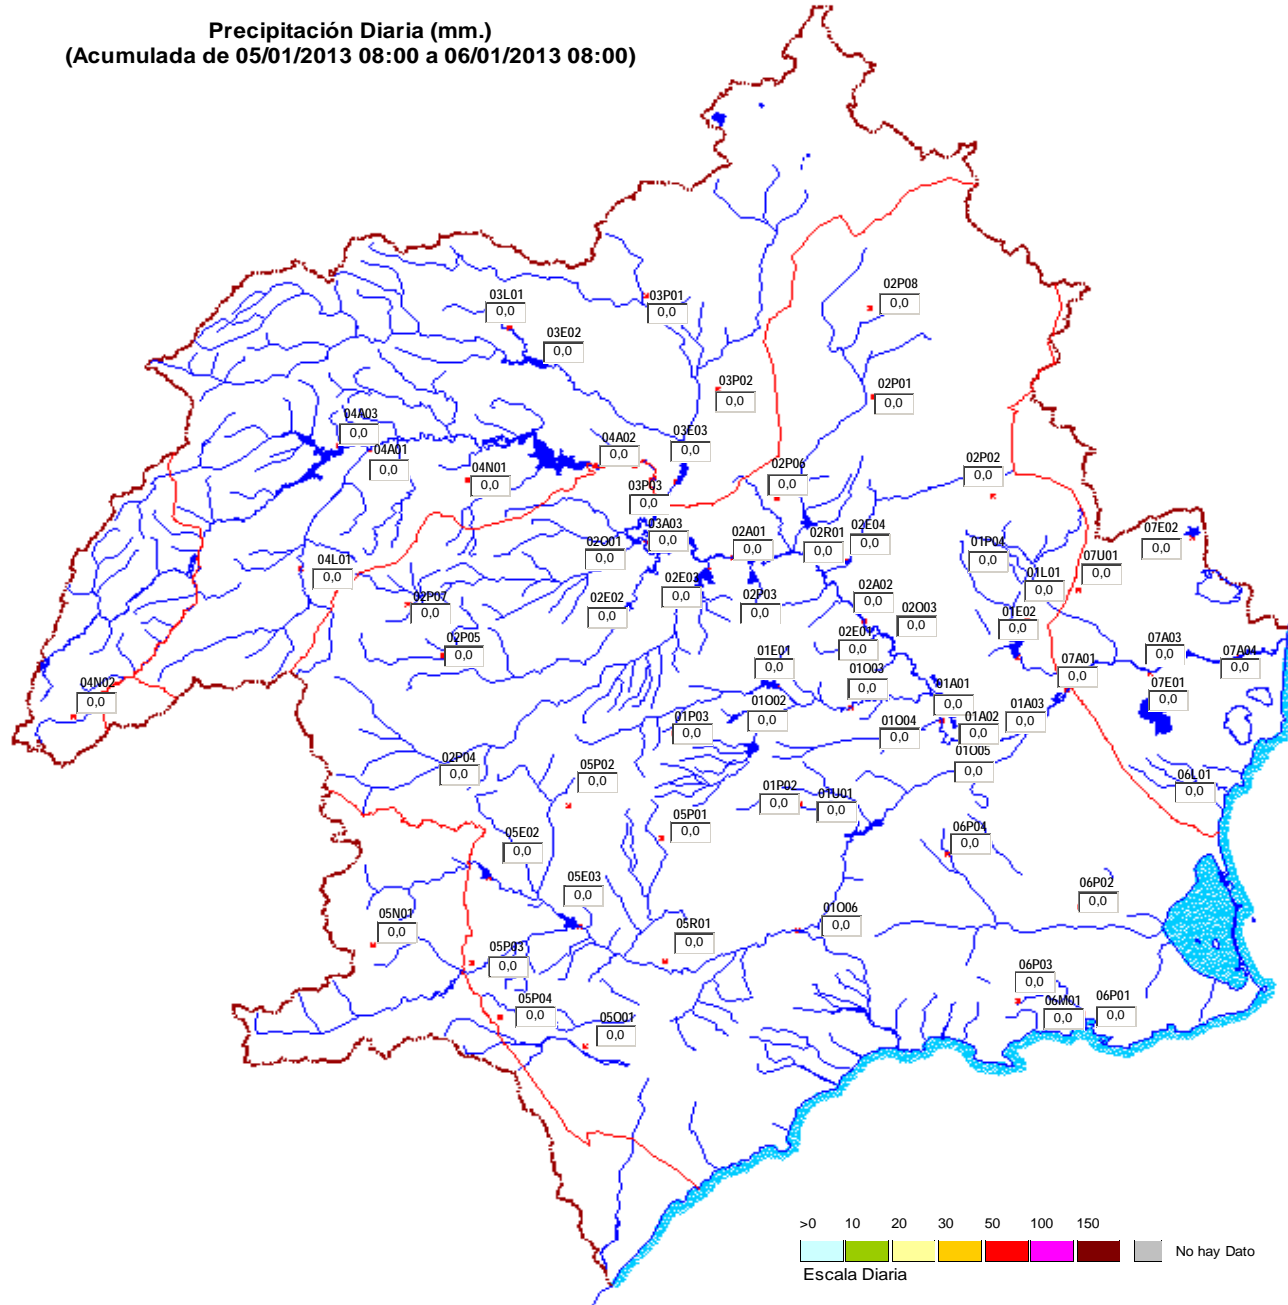 Precipitación Diaria (mm.)
(Acumulada de 05/01/2013 08:00 a 06/01/2013 08:00)
03L01
0,0
03P01
0,0
02P08
0,0
03E02
0,0
03P02
0,0
02P01
0,0
04A03
0,0
04A01
0,0
04A02
0,0
03E03
0,0
04N01
0,0
02P06
0,0
02P02
0,0
03P03
0,0
03A03
0,0
02O01
0,0
02A01
0,0
02R01
0,0
02E04
0,0
01P04
0,0
07E02
0,0
07U01
0,0
04L01
0,0
01L01
0,0
02E03
0,0
02E02
0,0
02P03
0,0
02A02
0,0
02P07
0,0
02O03
0,0
01E02
0,0
02P05
0,0
02E01
0,0
07A03
0,0
07A04
0,0
01E01
0,0
07A01
0,0
01O03
0,0
04N02
0,0
01A01
0,0
07E01
0,0
01O02
0,0
01P03
0,0
01O04
0,0
01A02
0,0
01A03
0,0
01O05
0,0
02P04
0,0
05P02
0,0
06L01
0,0
01P02
0,0
01U01
0,0
05P01
0,0
06P04
0,0
05E02
0,0
05E03
0,0
06P02
0,0
05N01
0,0
01O06
0,0
05R01
0,0
05P03
0,0
06P03
0,0
05P04
0,0
06M01
0,0
06P01
0,0
05O01
0,0
>0 10 20 30 50 100 150
No hay Dato
Escala Diaria